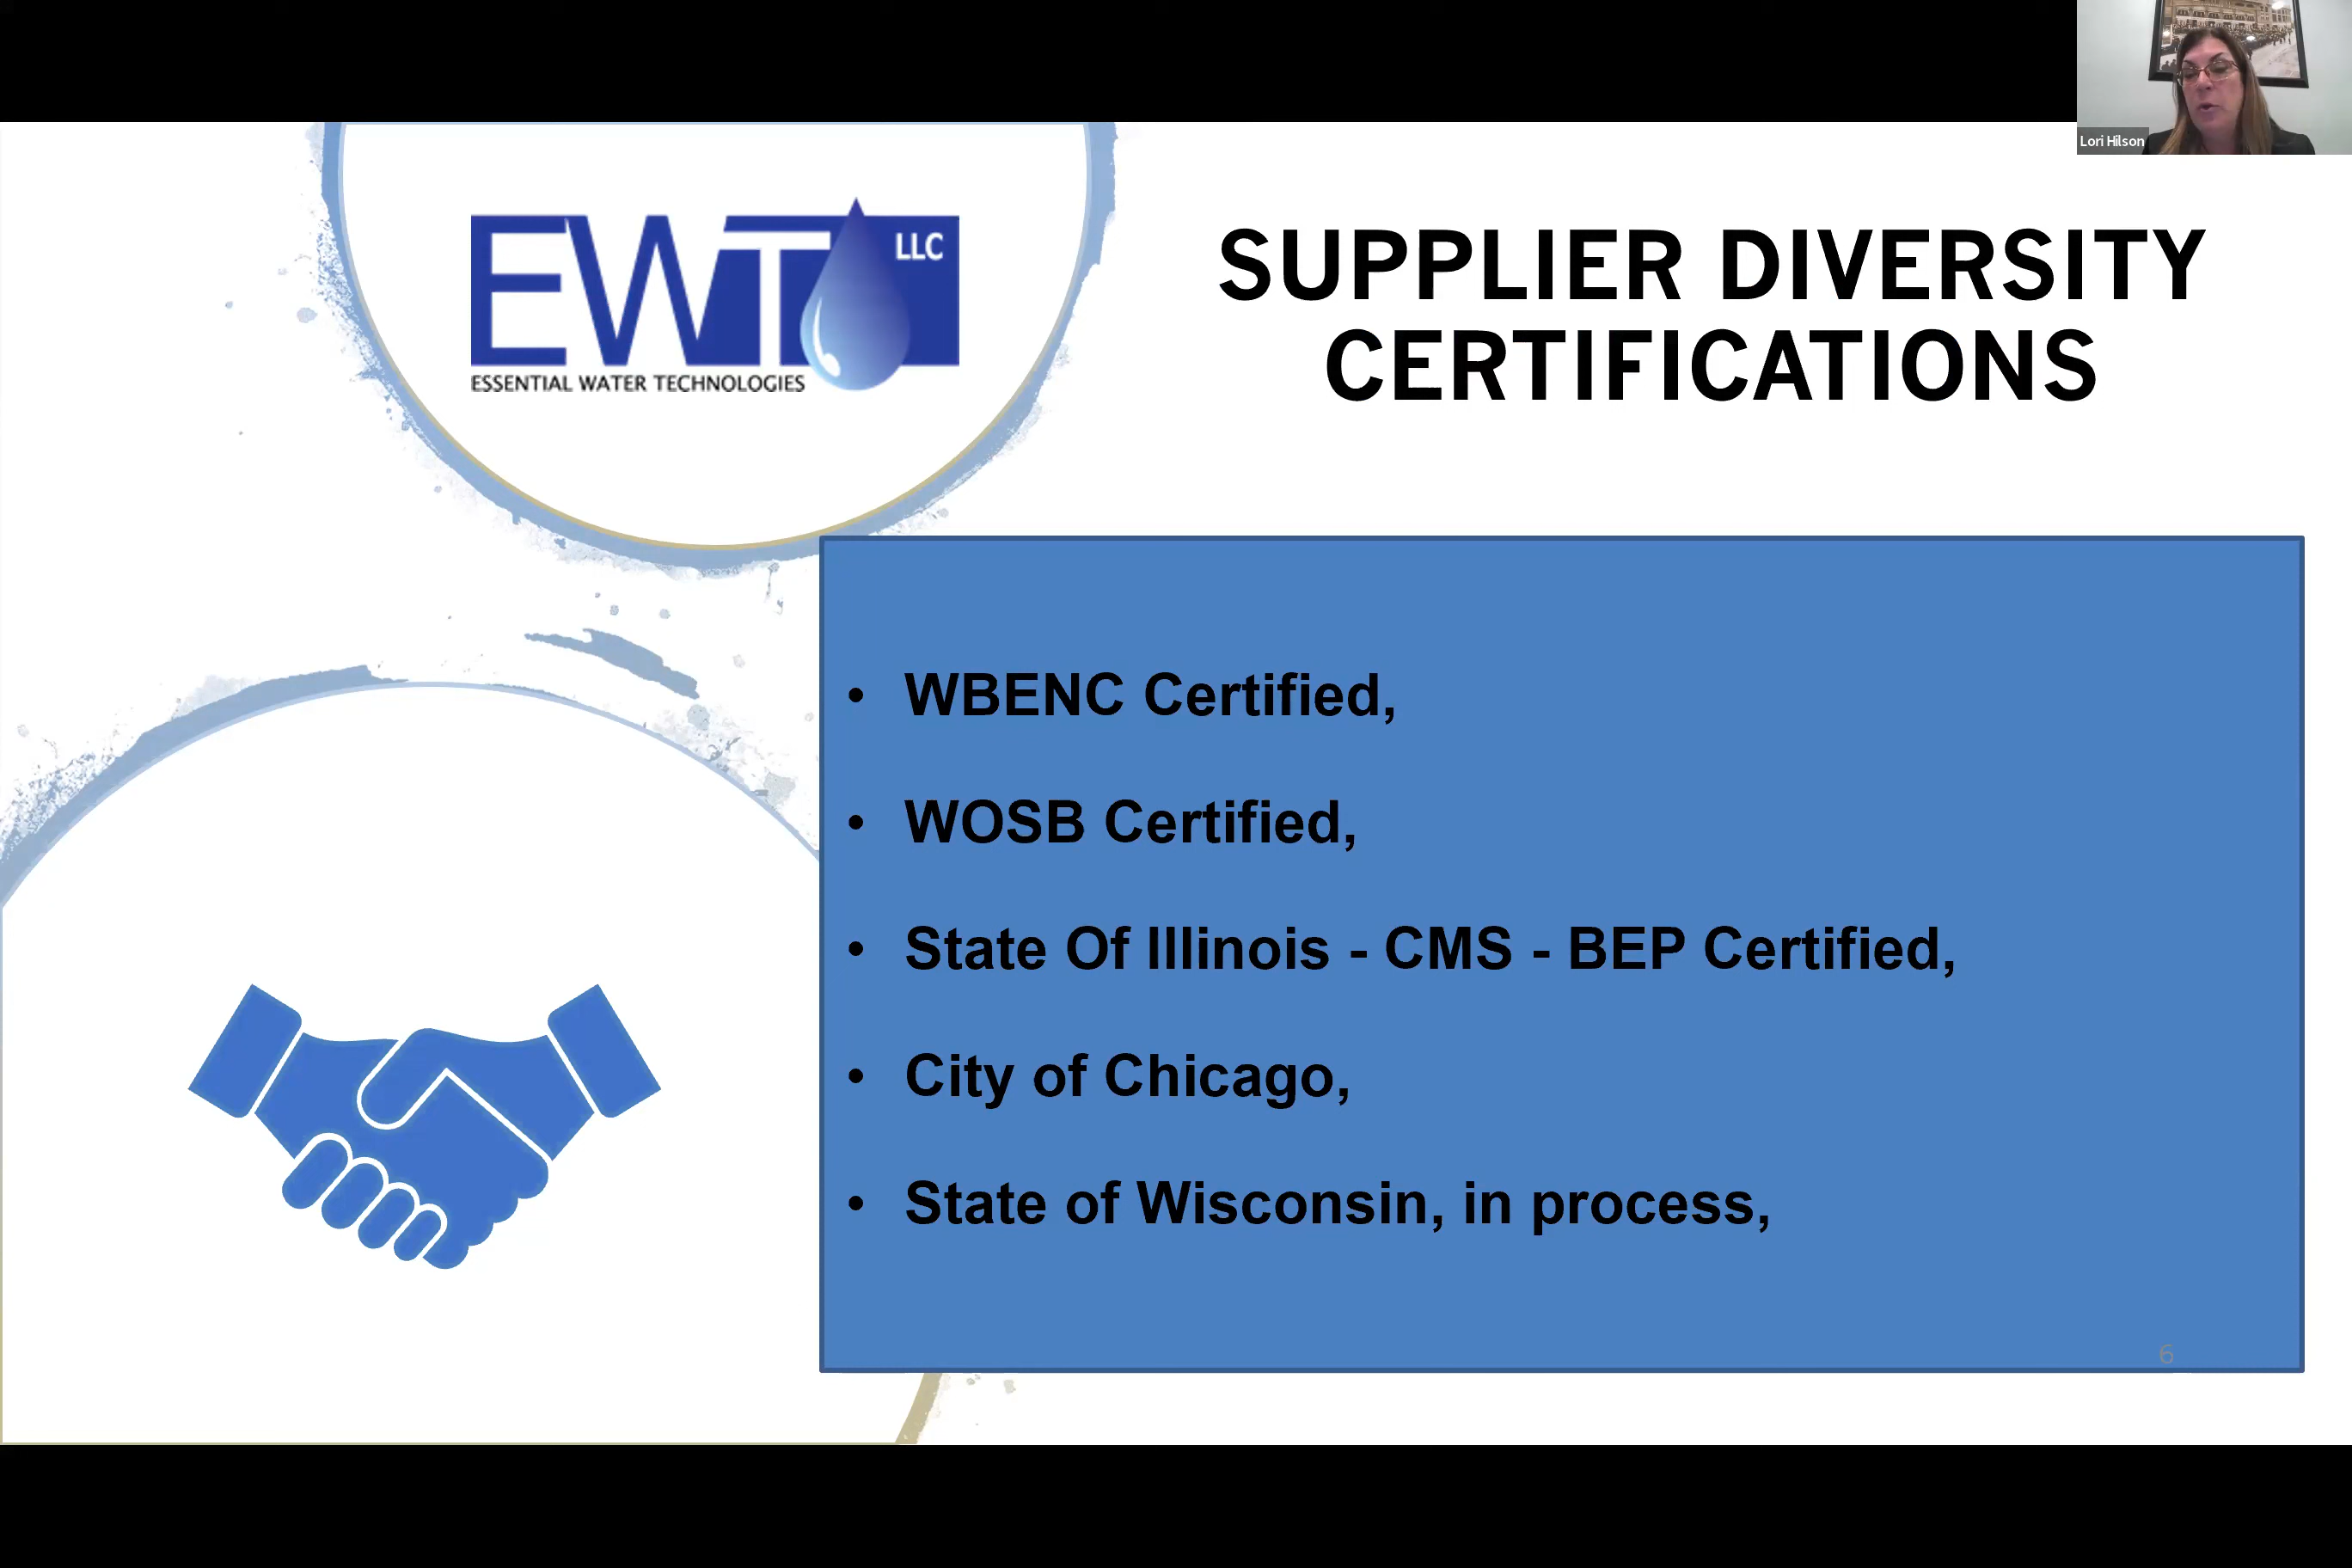 Lori Hilson
EWT LLC
ESSENTIAL WATER TECHNOLOGIES
SUPPLIER DIVERSITY
CERTIFICATIONS
• WBENC Certified,
• WOSB Certified,
• State Of Illinois - CMS - BEP Certified,
• City of Chicago,
• State of Wisconsin, in process,
6